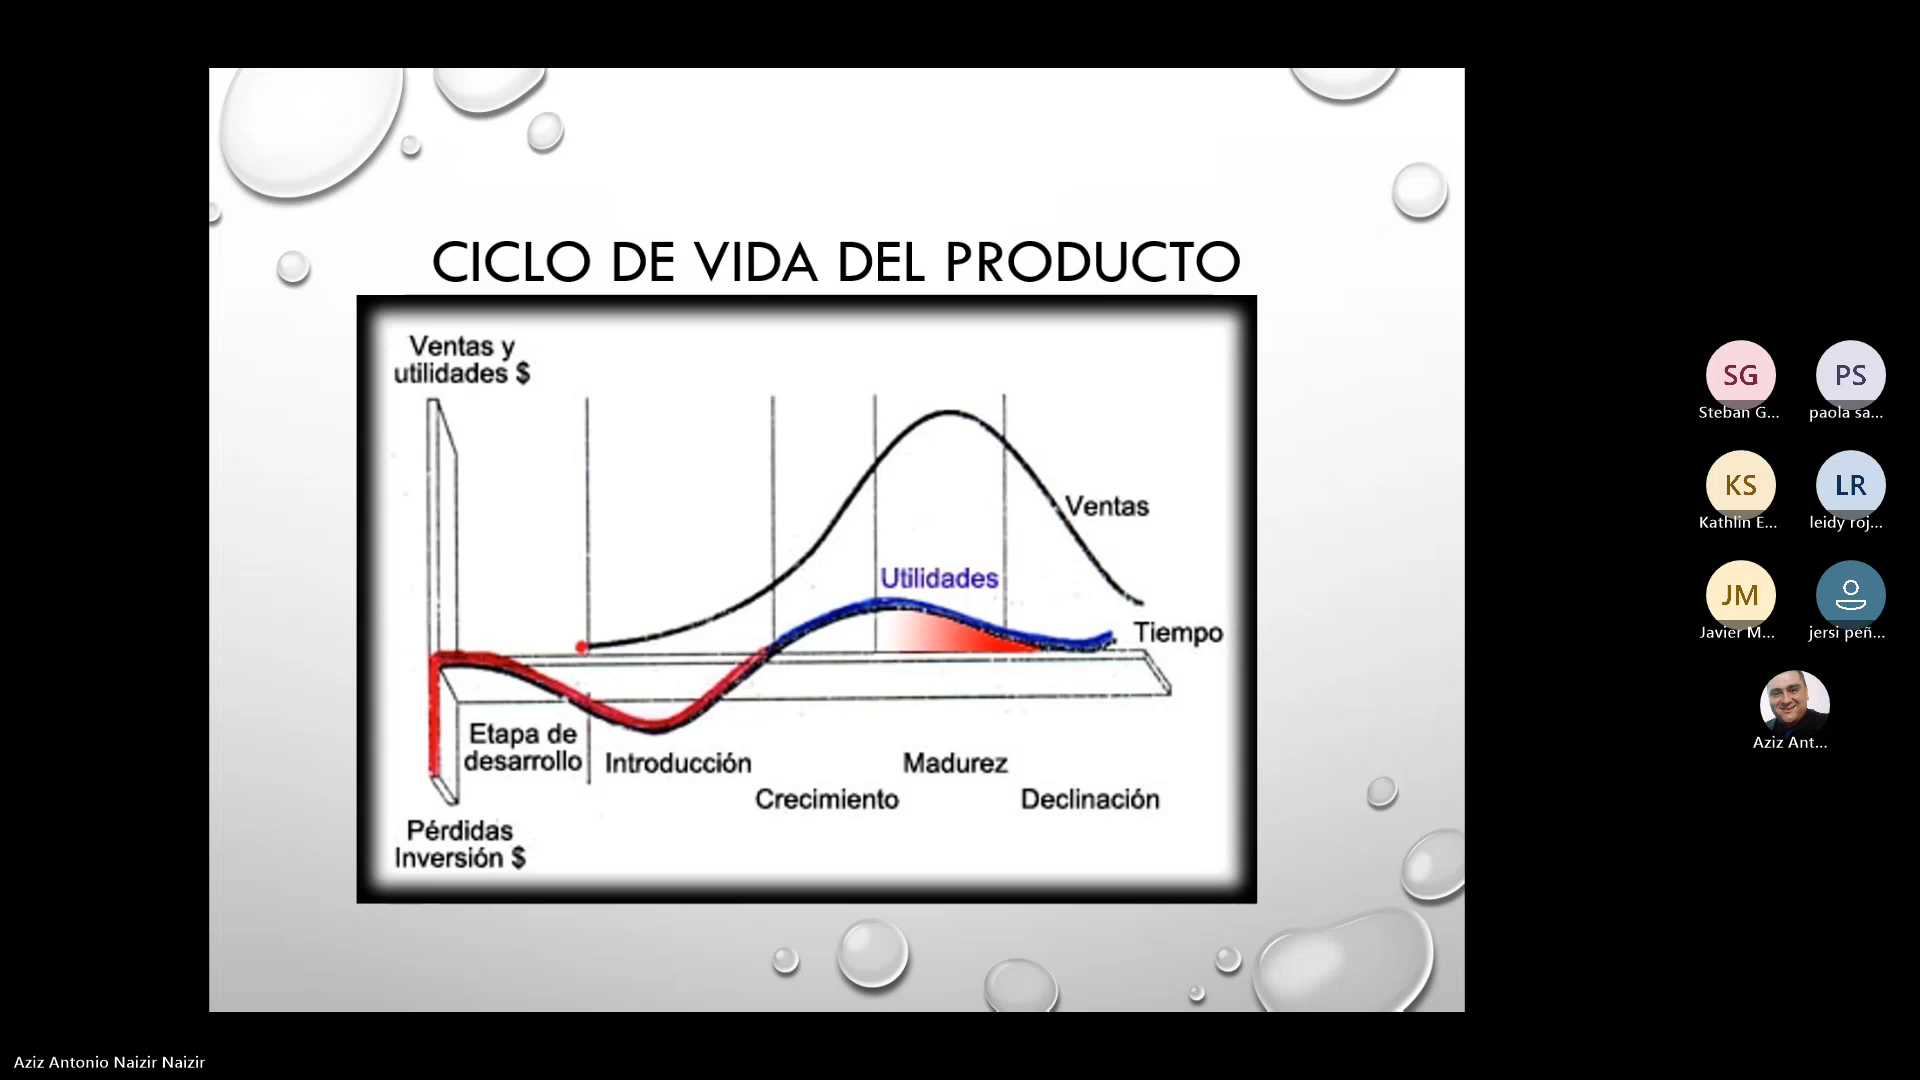 CICLO DE VIDA DEL PRODUCTO
Ventas y
utilidades $
Ventas
Utilidades
Tiempo
Etapa de
desarrollo
Introducción
Crecimiento
Madurez
Declinación
Pérdidas
Inversión $
SG
Steban G...
PS
paola sa...
KS
Kathlin E...
LR
leidy roj...
JM
Javier M...
jersi peñ...
Aziz Ant...
Aziz Antonio Naizir Naizir